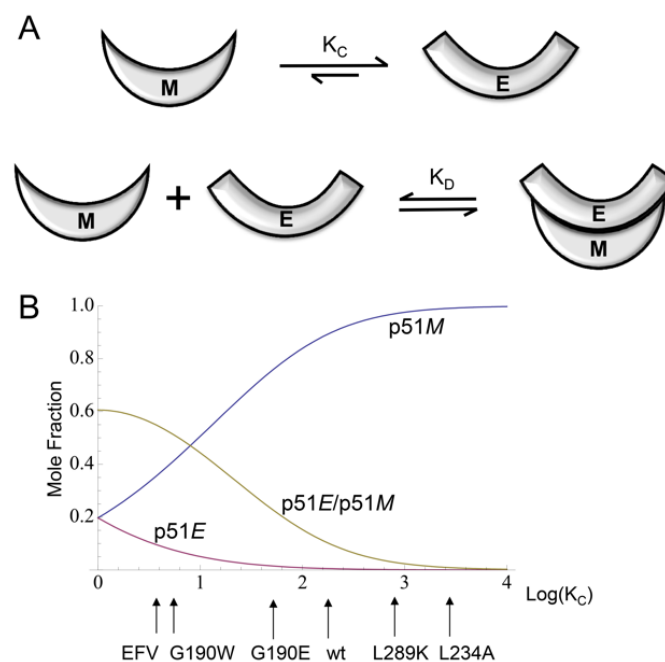 A
M
K_C
E
M
+
E
K_D
E
M
B
1.0
0.8
0.6
0.4
0.2
Mole Fraction
p51M
p51E/p51M
p51E
0 1 2 3 4
Log(K_C)
EFV G190W G190E wt L289K L234A